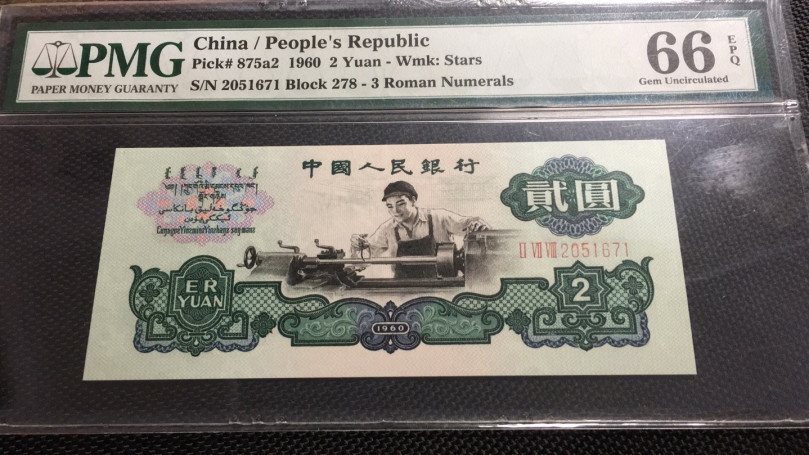 PMG
PAPER MONEY GUARANTY
China / People's Republic
Pick# 875a2 1960 2 Yuan - Wmk: Stars
S/N 2051671 Block 278 - 3 Roman Numerals
66 EPQ
Gem Uncirculated
中國人民銀行
貳圓
II VII VIII 2051671
ER
YUAN
1960
2